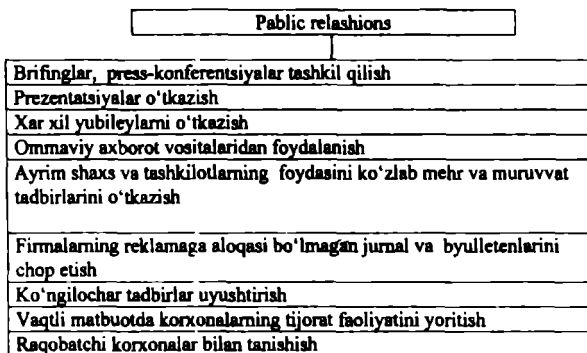 Pablic relashions
Brifinglar, press-konferentsiyalar tashkil qilish
Prezentatsiyalar o‘tkazish
Xar xil yubileylarni o‘tkazish
Ommaviy axborot vositalaridan foydalanish
Ayrim shaxs va tashkilotlarning foydasini ko‘zlab mehr va muruvvat
tadbirlarini o‘tkazish
Firmalarning reklamaga aloqasi bo‘lmagan jurnal va byulletenlarini
chop etish
Ko‘ngilochar tadbirlar uyushtirish
Vaqtli matbuotda korxonalarning tijorat faoliyatini yoritish
Raqobatchi korxonalar bilan tanishish